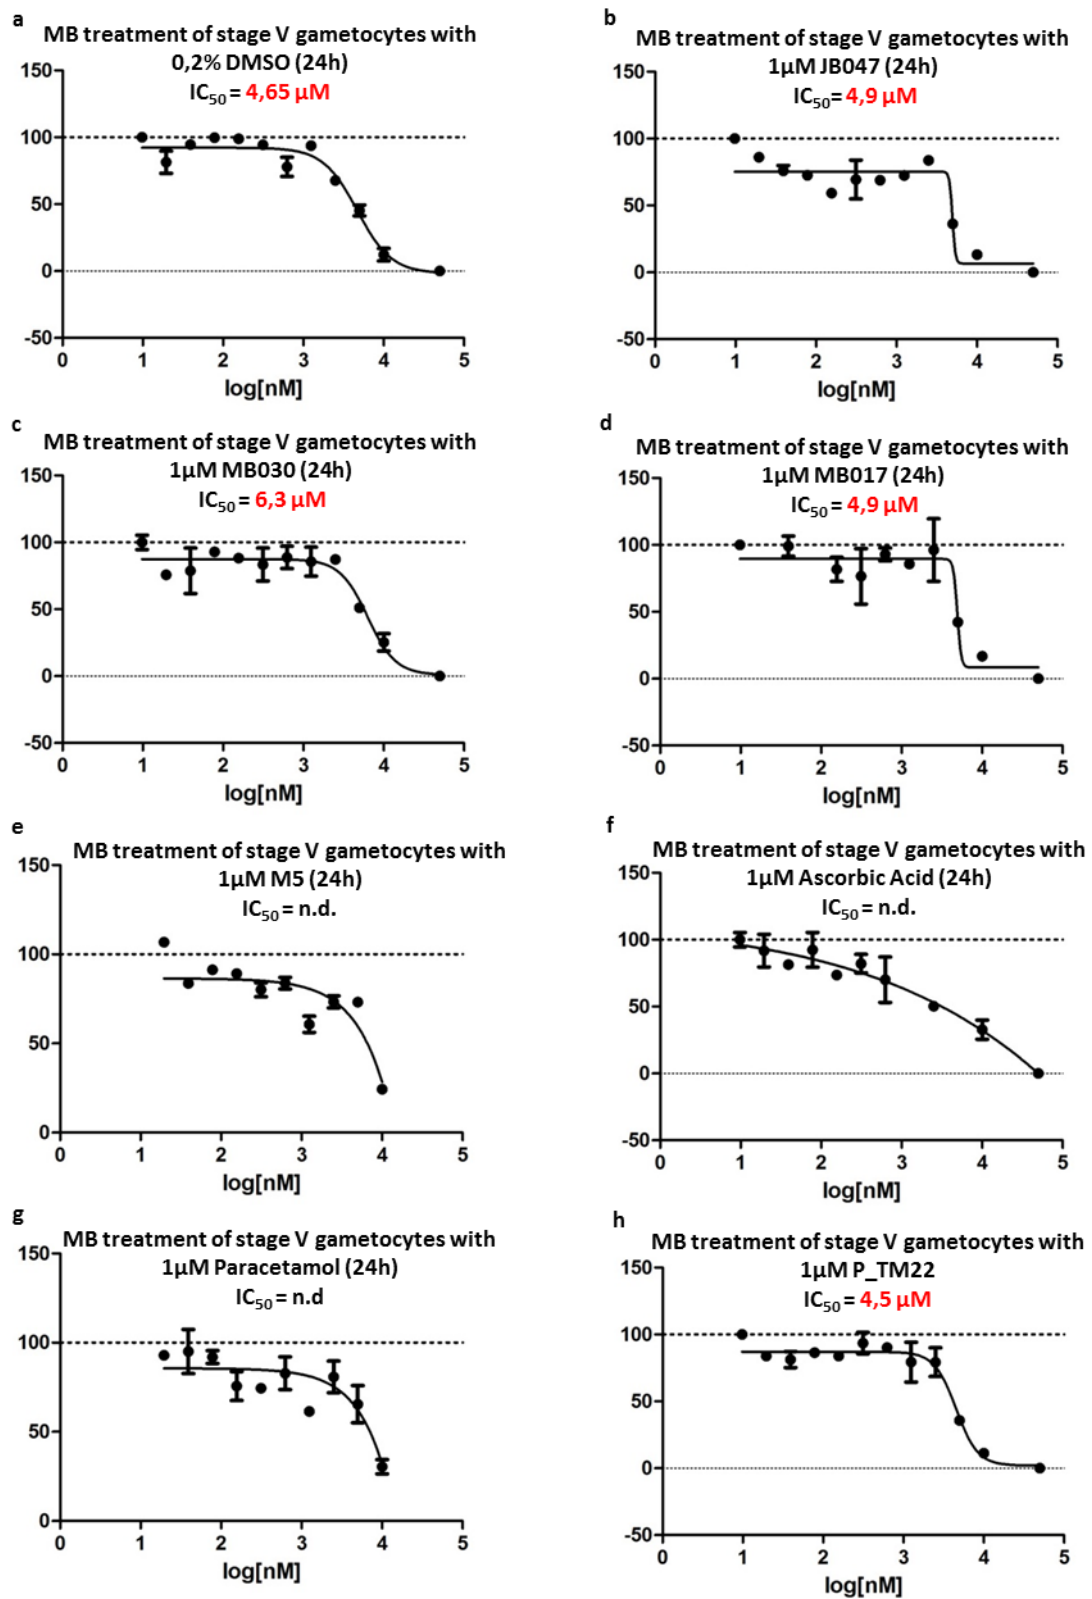 a
MB treatment of stage V gametocytes with
0,2% DMSO (24h)
IC50 = 4,65 µM
150
100
50
0
-50
0 1 2 3 4 5
log[nM]
b
MB treatment of stage V gametocytes with
1µM JB047 (24h)
IC50= 4,9 µM
150
100
50
0
-50
0 1 2 3 4 5
log[nM]
c
MB treatment of stage V gametocytes with
1µM MB030 (24h)
IC50 = 6,3 µM
150
100
50
0
-50
0 1 2 3 4 5
log[nM]
d
MB treatment of stage V gametocytes with
1µM MB017 (24h)
IC50 = 4,9 µM
150
100
50
0
-50
0 1 2 3 4 5
log[nM]
e
MB treatment of stage V gametocytes with
1µM M5 (24h)
IC50 = n.d.
150
100
50
0
0 1 2 3 4 5
log[nM]
f
MB treatment of stage V gametocytes with
1µM Ascorbic Acid (24h)
IC50 = n.d.
150
100
50
0
-50
0 1 2 3 4 5
log[nM]
g
MB treatment of stage V gametocytes with
1µM Paracetamol (24h)
IC50 = n.d
150
100
50
0
0 1 2 3 4 5
log[nM]
h
MB treatment of stage V gametocytes with
1µM P_TM22
IC50 = 4,5 µM
150
100
50
0
-50
0 1 2 3 4 5
log[nM]